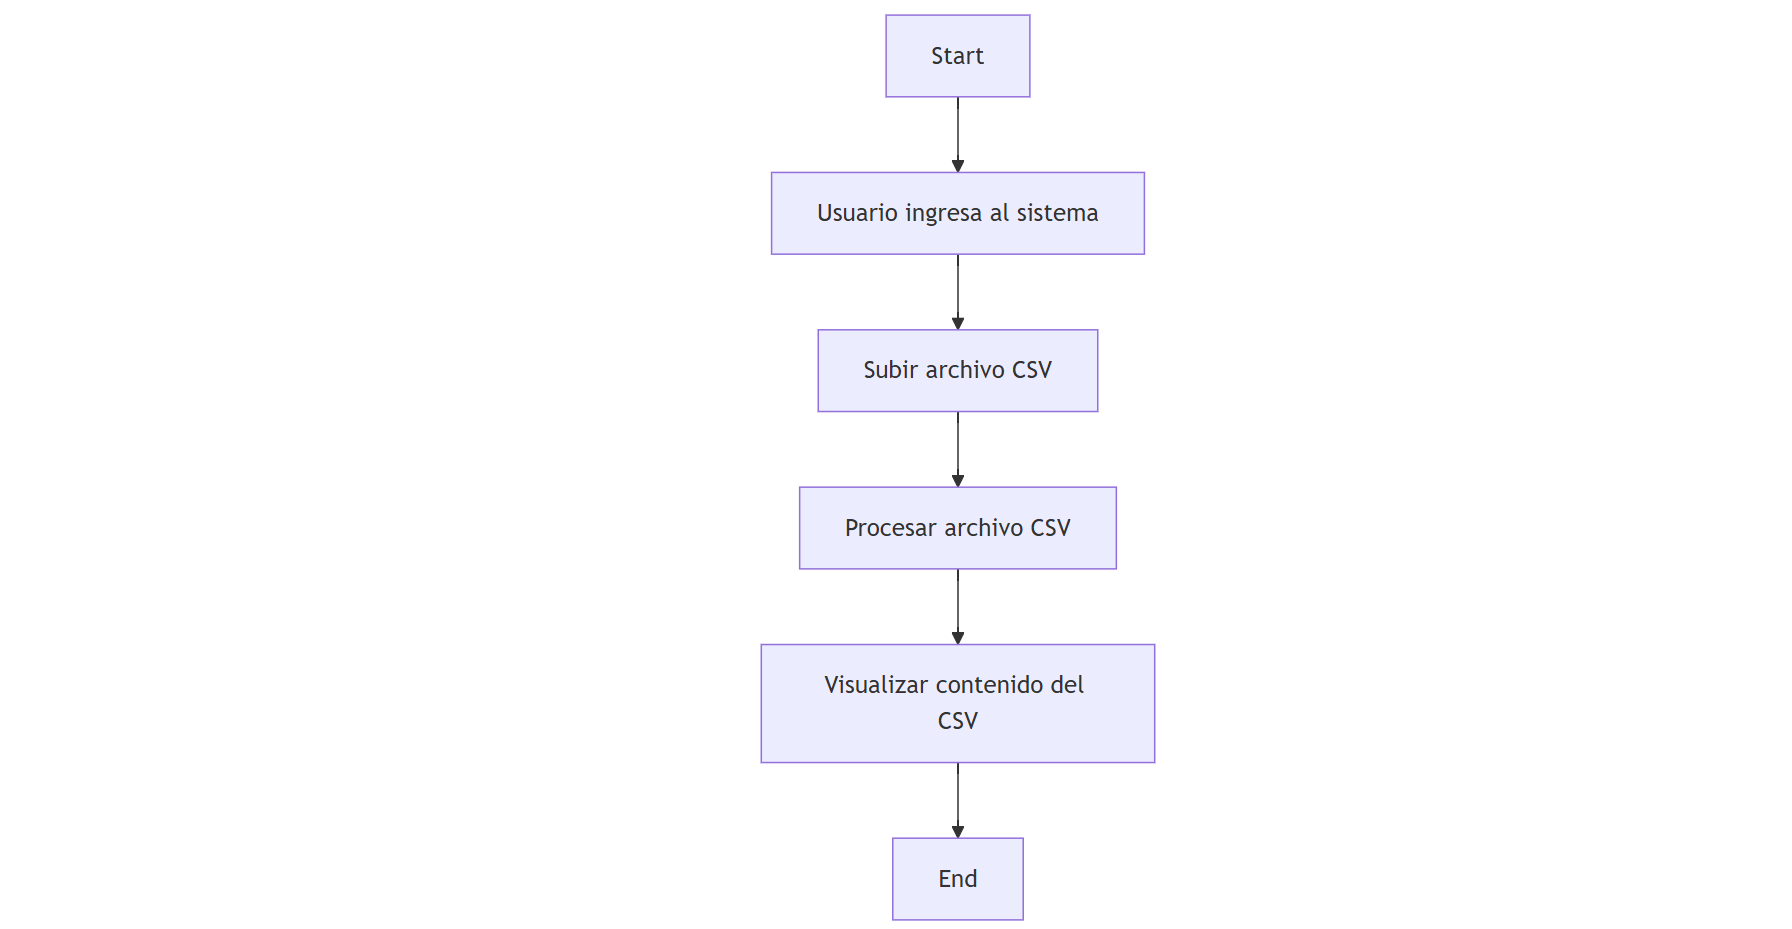 Start
Usuario ingresa al sistema
Subir archivo CSV
Procesar archivo CSV
Visualizar contenido del
CSV
End